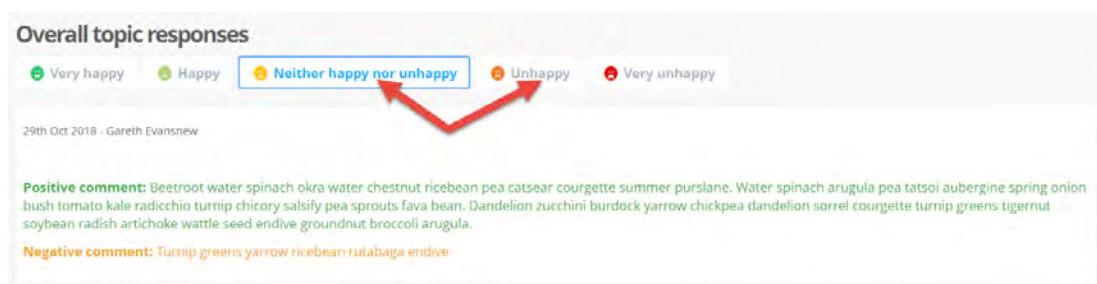 Overall topic responses
Very happy Happy Neither happy nor unhappy Unhappy Very unhappy
29th Oct 2018 - Gareth Evansnew
Positive comment: Beetroot water spinach okra water chestnut ricebean pea catsear courgette summer purslane. Water spinach arugula pea tatsoi aubergine spring onion
bush tomato kale radicchio turnip chicory salsify pea sprouts fava bean. Dandelion zucchini burdock yarrow chickpea dandelion sorrel courgette turnip greens tigernut
soybean radish artichoke wattle seed endive groundnut broccoli arugula.
Negative comment: Turnip greens yarrow ricebean rutabaga endive